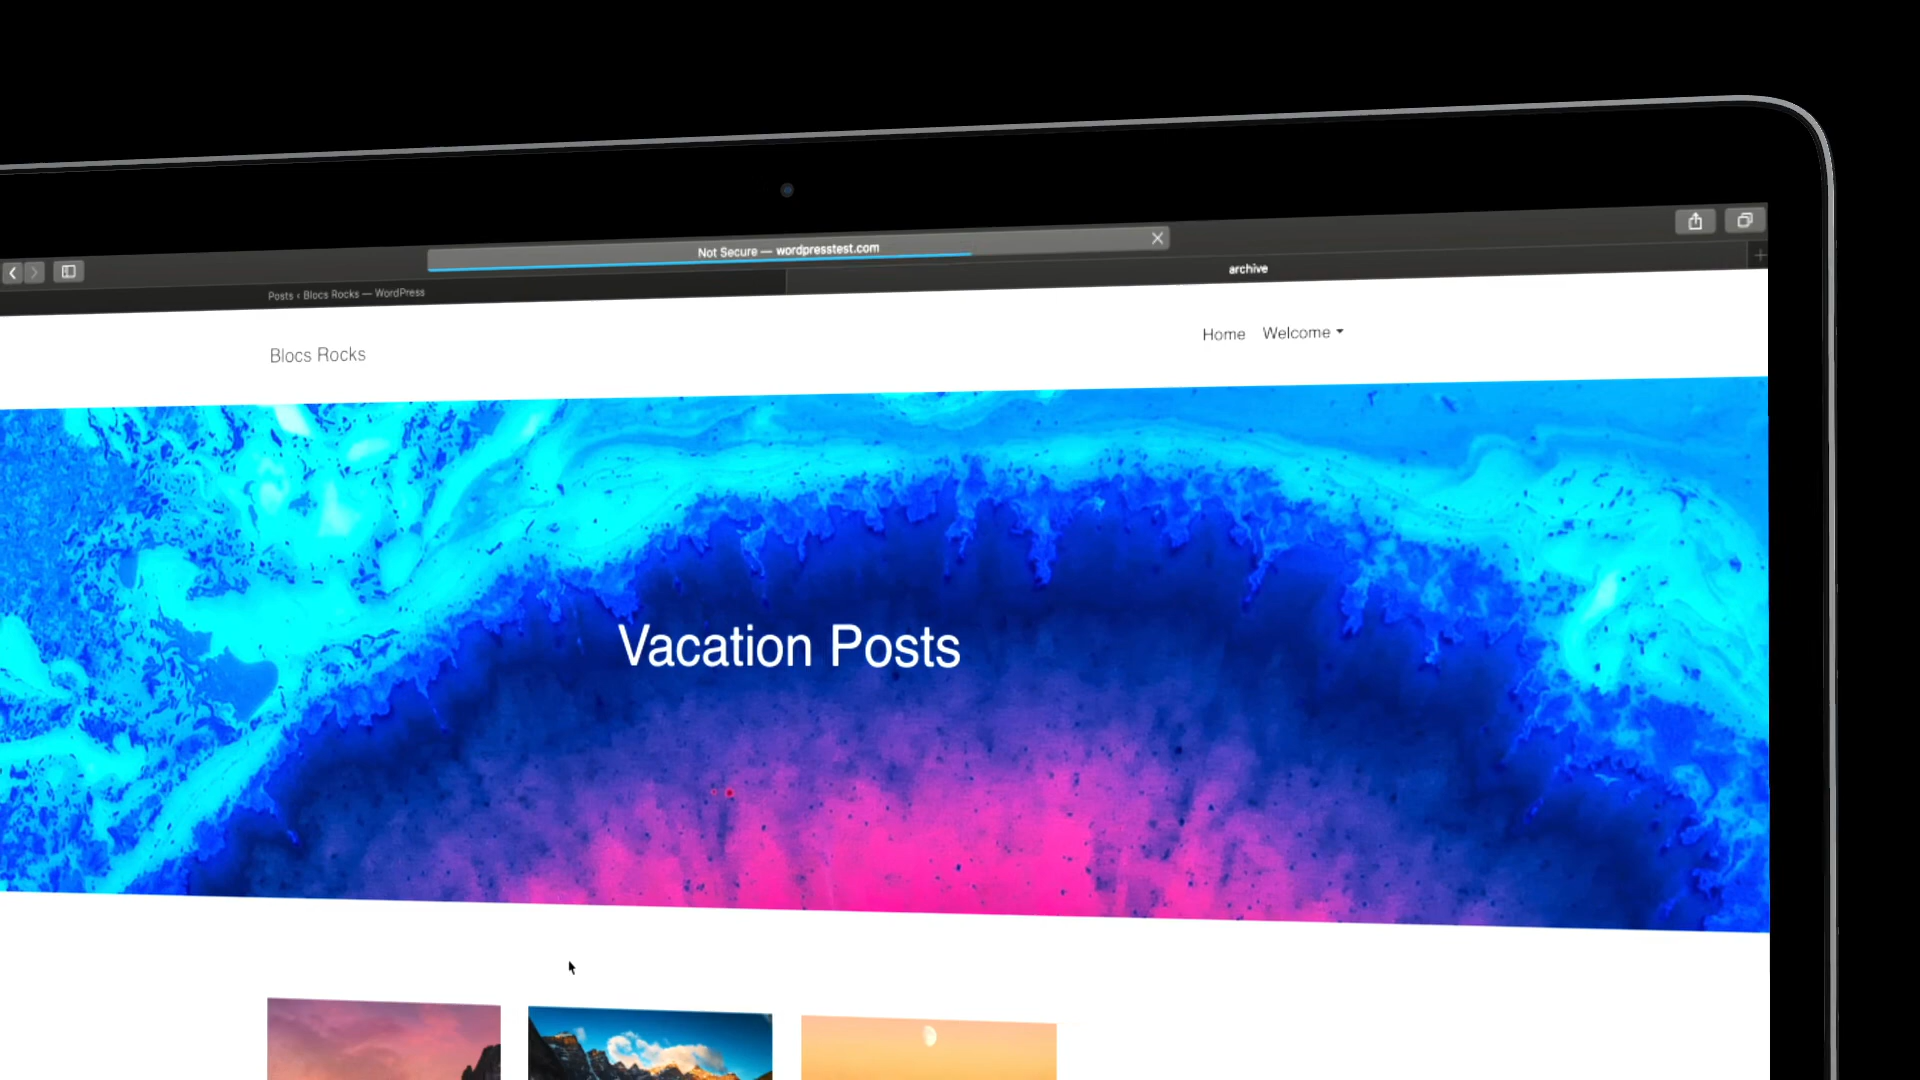 Not Secure — wordpresstest.com
Posts ‹ Blocs Rocks — WordPress
archive
Blocs Rocks
Home
Welcome
Vacation Posts